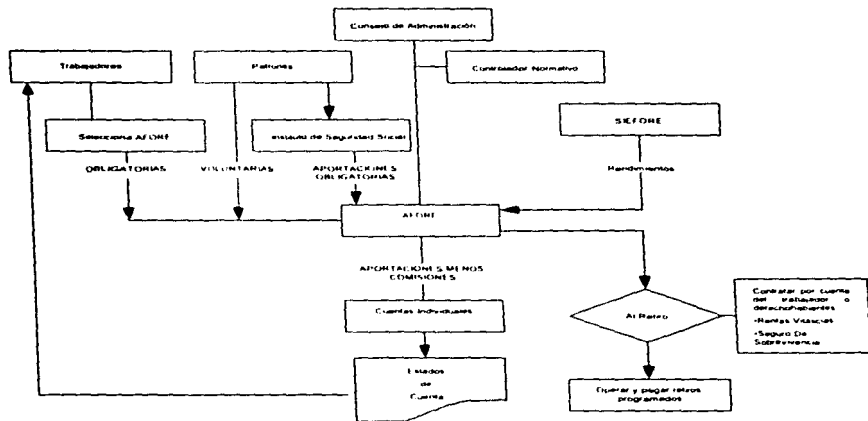 Consejo de Administración
Trabajadores
Patrones
Controlador Normativo
Selecciona AFORE
Instituto de Seguridad Social
SIEFORE
OBLIGATORIAS
VOLUNTARIAS
APORTACIONES
OBLIGATORIAS
Rendimientos
AFORE
APORTACIONES MENOS
COMISIONES
Contratar por cuenta
del trabajador o
derechohabientes
•Rentas Vitalicias
•Seguro De
Sobrevivencia
Cuentas Individuales
Al Retiro
Estados
de
Cuenta
Operar y pagar retiros
programados